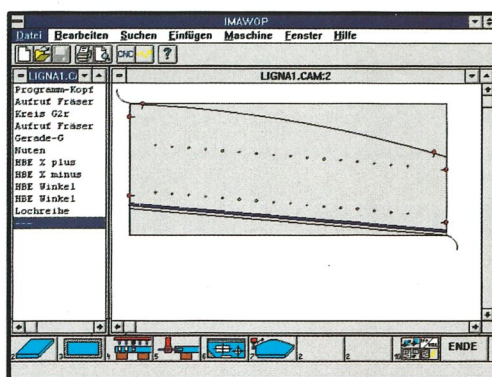 IMAWOP
Datei Bearbeiten Suchen Einfügen Maschine Fenster Hilfe
CNC
?
LIGNA1.C
Programm-Kopf
Aufruf Fräser
Kreis G2r
Aufruf Fräser
Gerade-G
Nuten
HBE X plus
HBE X minus
HBE Winkel
HBE Winkel
Lochreihe
---
LIGNA1.CAM:2
2 3 4 5 6 7 2 2 10 ENDE